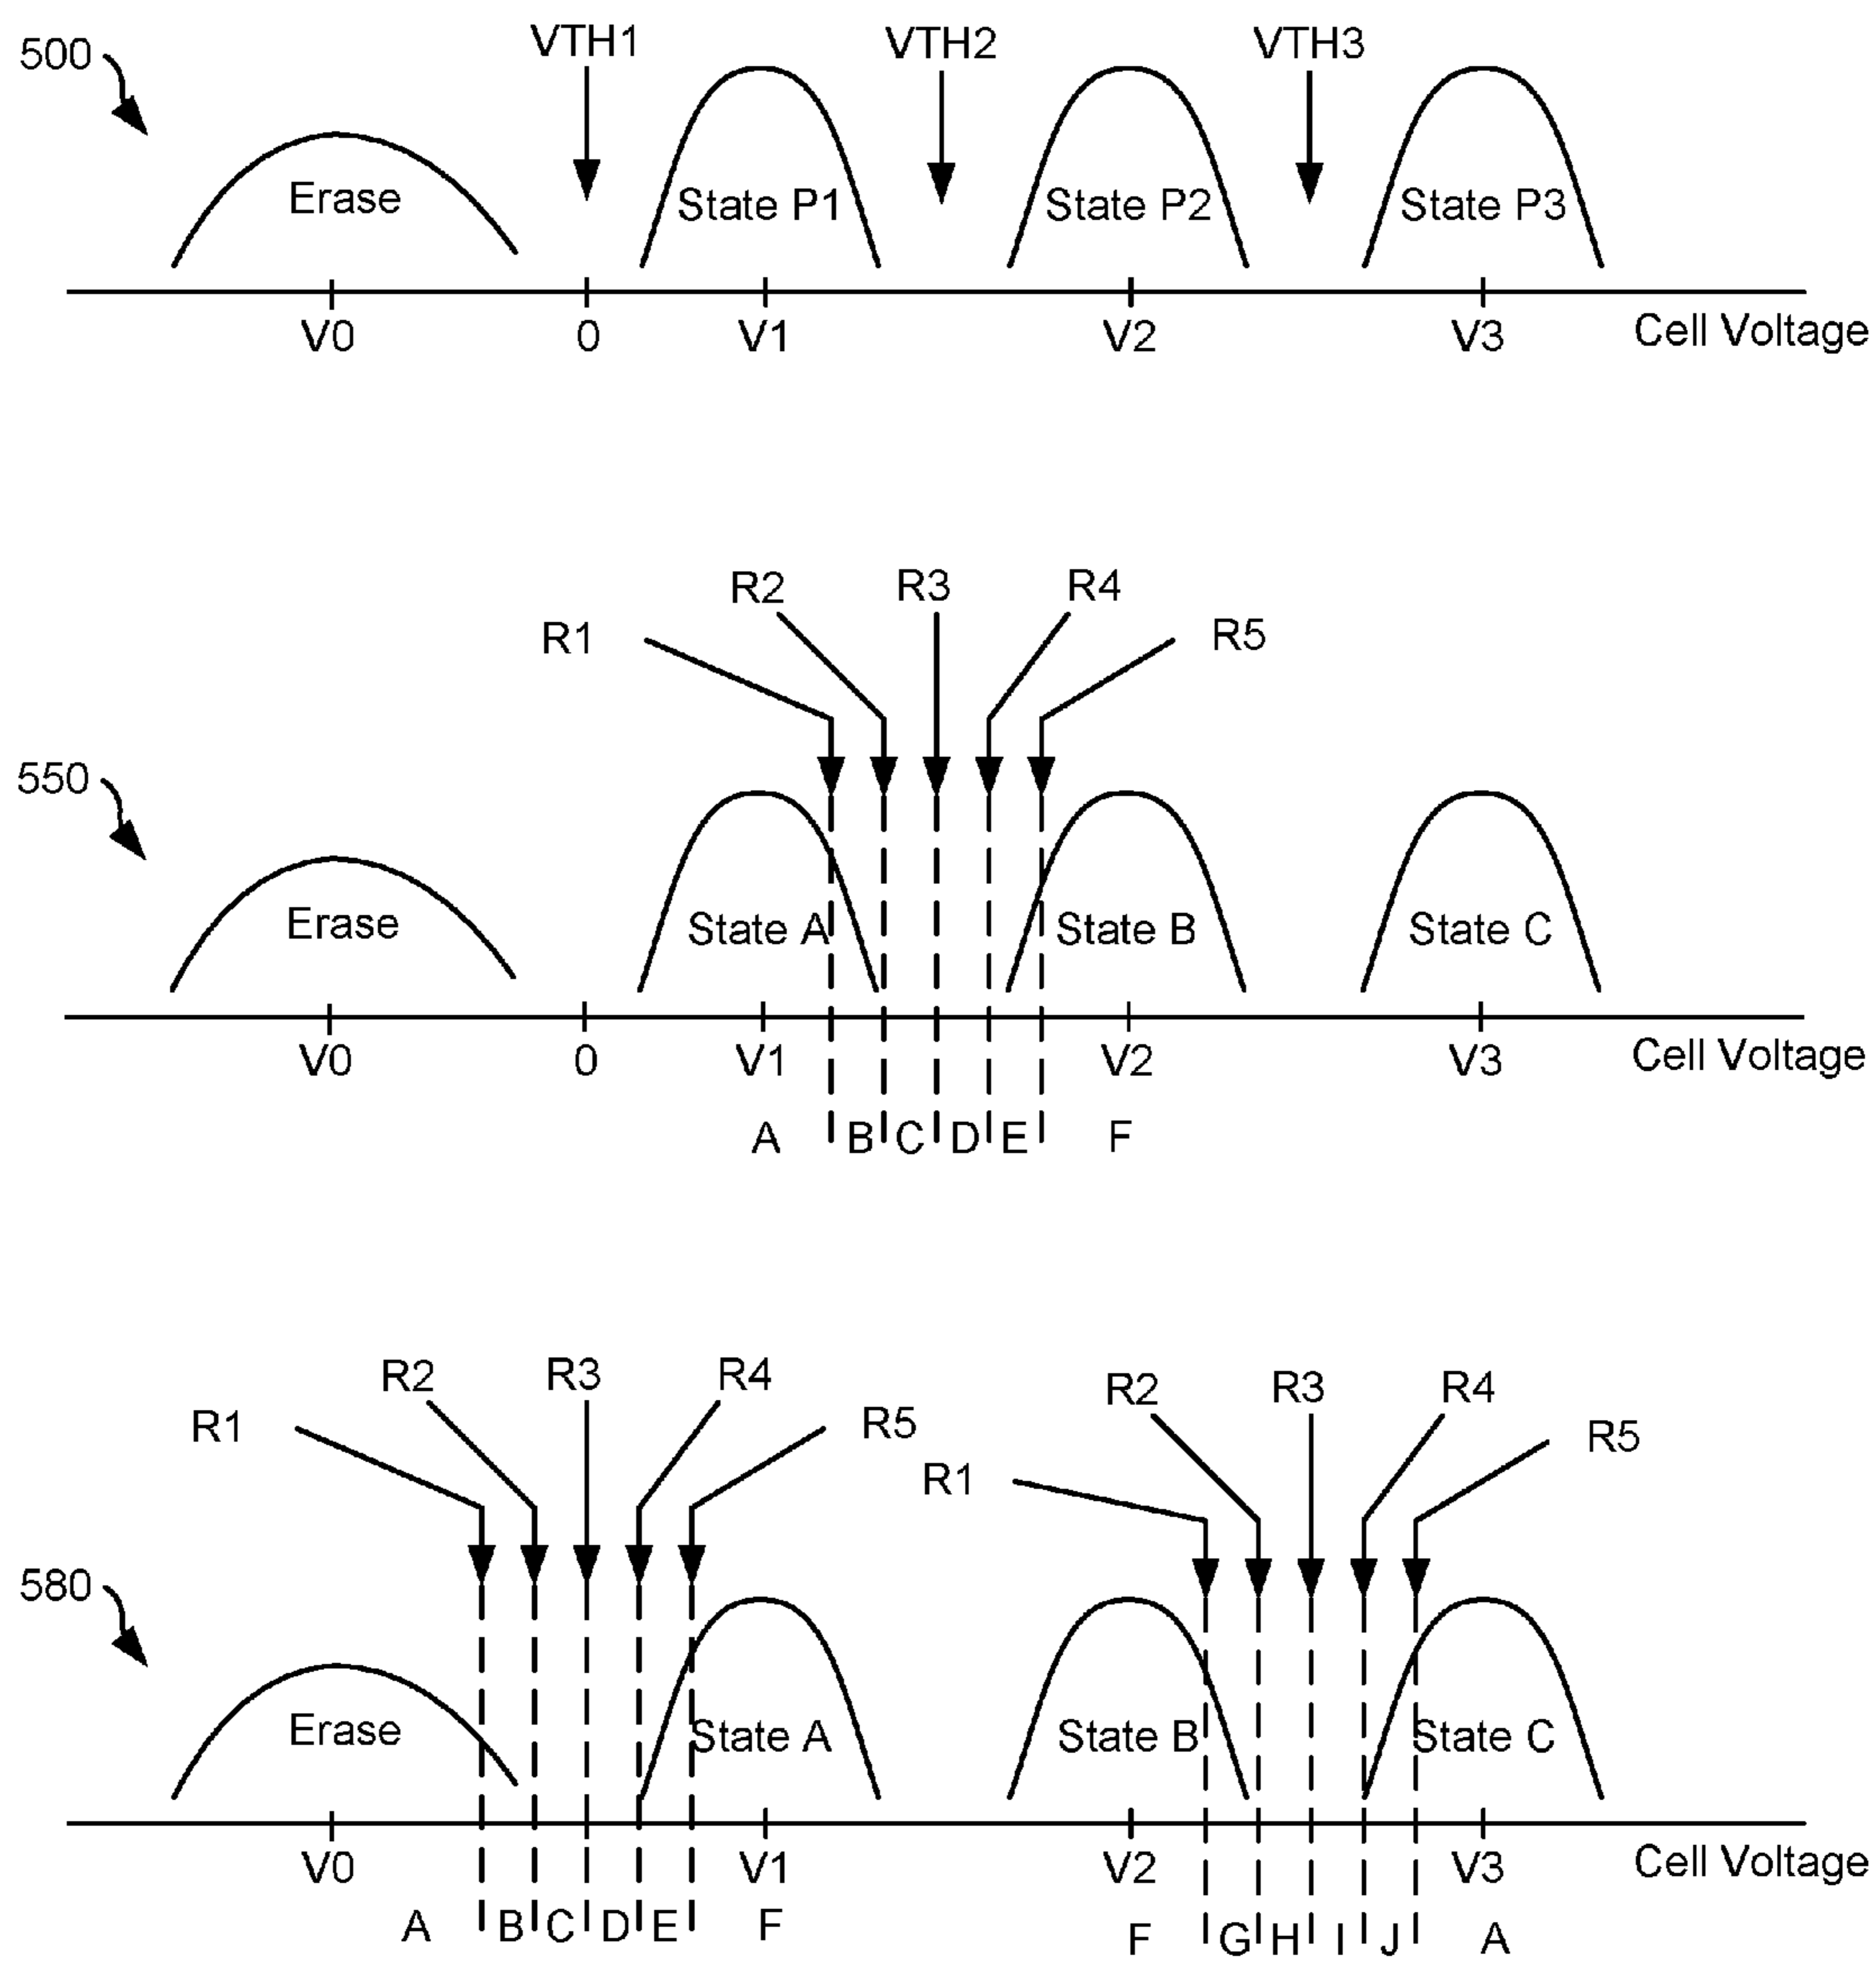 500
VTH1 VTH2 VTH3
Erase State P1 State P2 State P3
V0 0 V1 V2 V3 Cell Voltage
R2 R3 R4
R1 R5
550
Erase State A State B State C
V0 0 V1 V2 V3 Cell Voltage
A B C D E F
R2 R3 R4 R2 R3 R4
R1 R5 R1 R5
580
Erase State A State B State C
V0 V1 V2 V3 Cell Voltage
A B C D E F F G H I J A